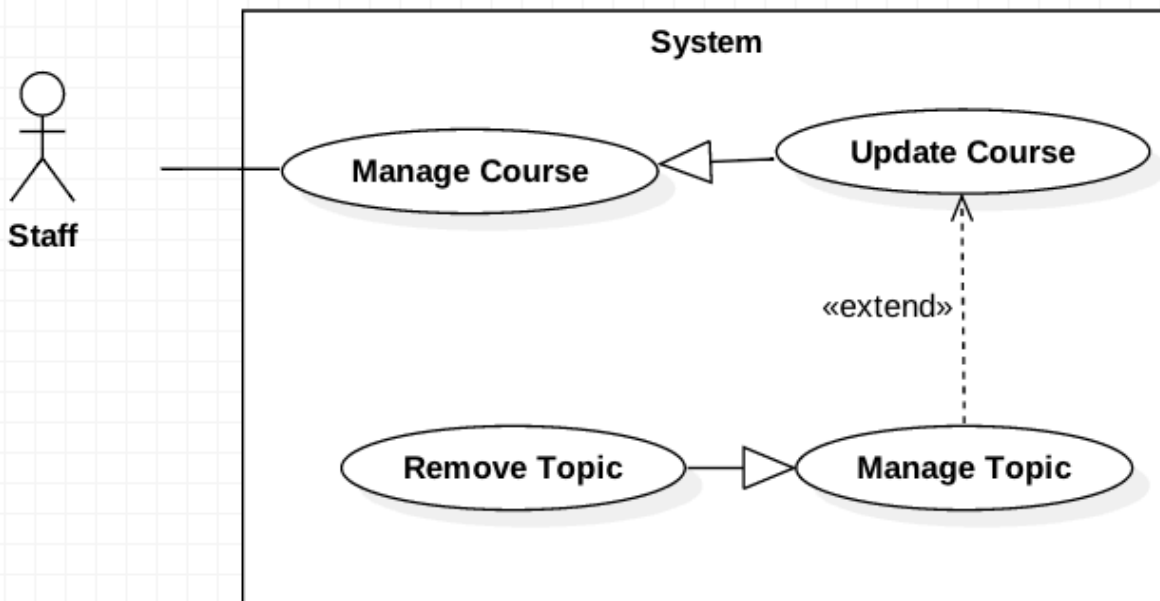 System
Manage Course
Update Course
Staff
«extend»
Remove Topic
Manage Topic